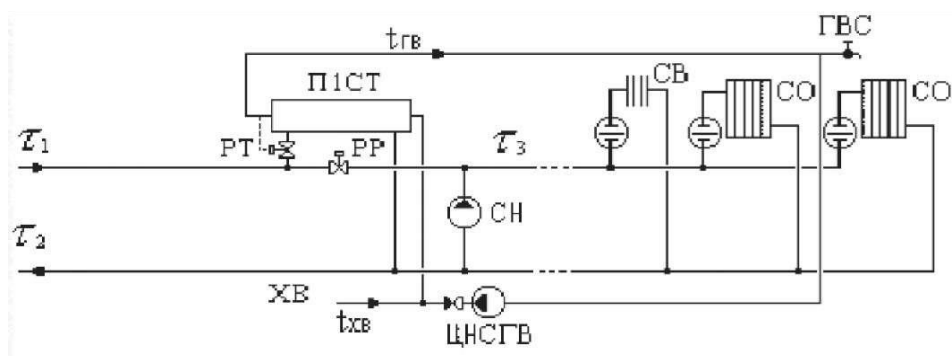 ГВС
tГВ
П1СТ
СВ
СО
СО
τ1
РТ
РР
τ3
СН
τ2
ХВ
tХВ
ЦНСГВ